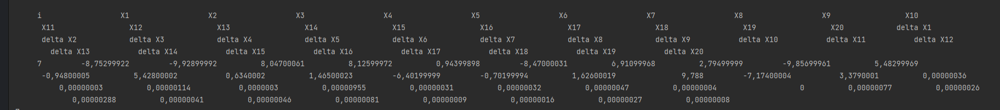 i X1 X2 X3 X4 X5 X6 X7 X8 X9 X10
X11 X12 X13 X14 X15 X16 X17 X18 X19 X20 delta X1
delta X2 delta X3 delta X4 delta X5 delta X6 delta X7 delta X8 delta X9 delta X10 delta X11 delta X12
delta X13 delta X14 delta X15 delta X16 delta X17 delta X18 delta X19 delta X20
7 -8,75299922 -9,92899992 8,04700061 8,12599972 0,94399898 -8,47000031 6,91099968 2,79499999 -9,85699961 5,48299969
-0,94800005 5,42800002 0,6340002 1,46500023 -6,40199999 -0,70199994 1,62600019 9,788 -7,17400004 3,3790001 0,00000036
0,00000003 0,00000114 0,0000003 0,00000955 0,00000031 0,00000032 0,00000047 0,00000004 0 0,00000077 0,00000026
0,00000288 0,00000041 0,00000046 0,00000081 0,00000009 0,00000016 0,00000027 0,00000008